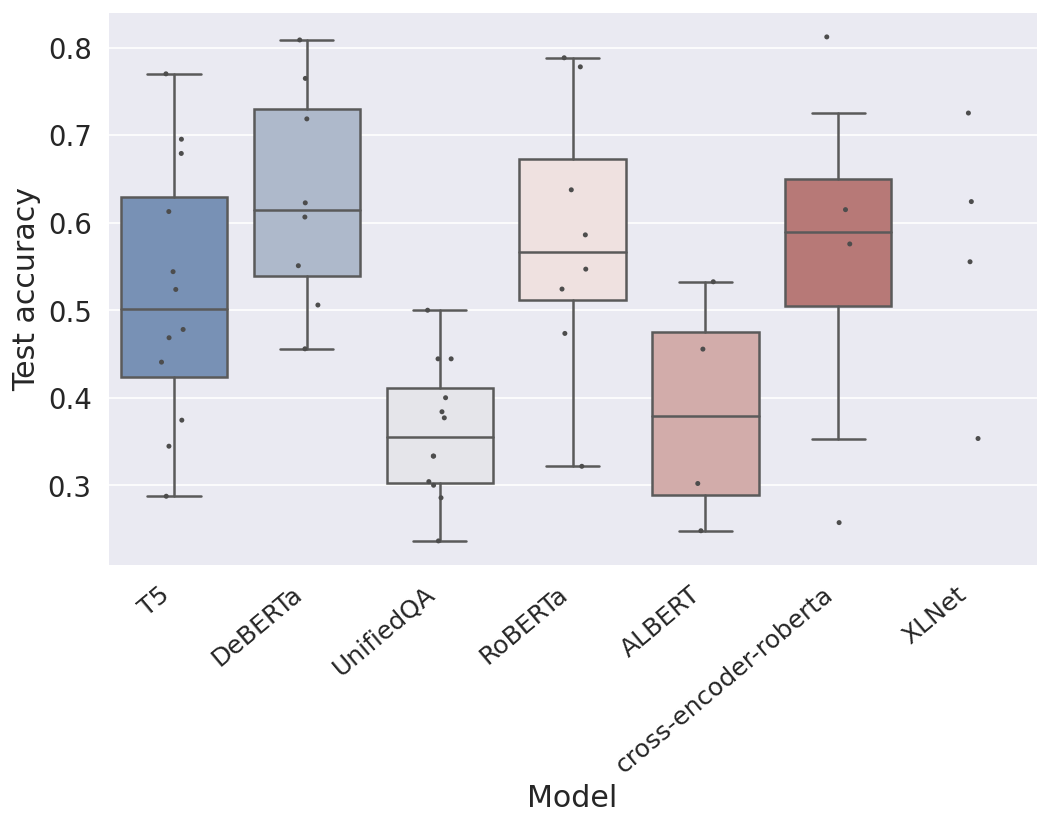 Test accuracy
0.8
0.7
0.6
0.5
0.4
0.3
T5
DeBERTa
UnifiedQA
RoBERTa
ALBERT
cross-encoder-roberta
XLNet
Model